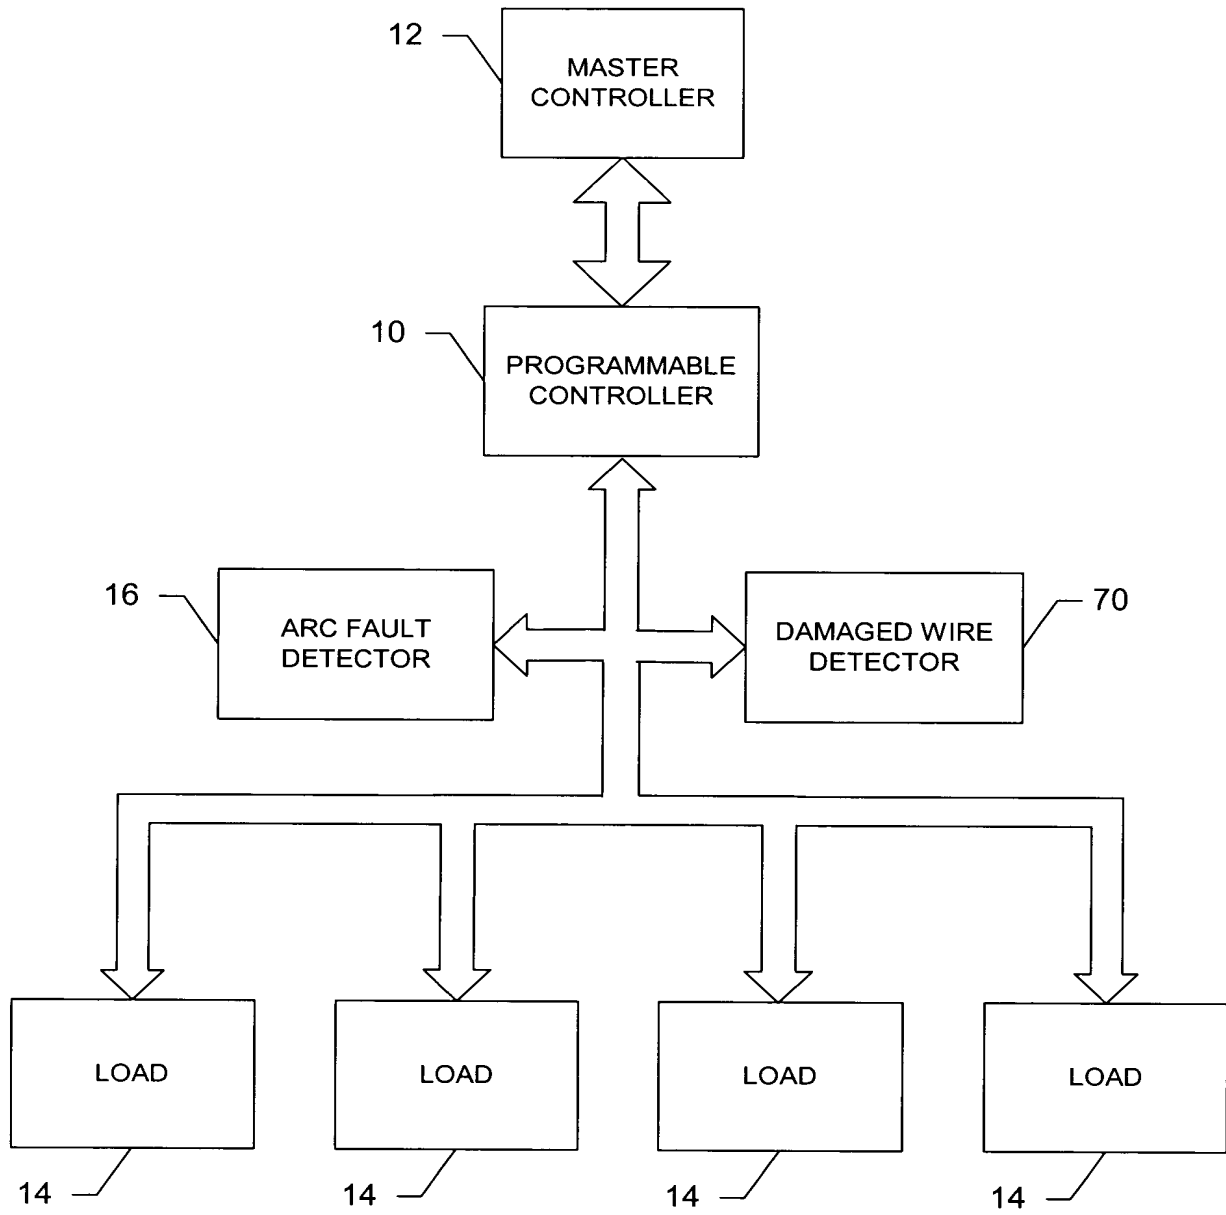 12
MASTER
CONTROLLER
10
PROGRAMMABLE
CONTROLLER
16
ARC FAULT
DETECTOR
70
DAMAGED WIRE
DETECTOR
LOAD
LOAD
LOAD
LOAD
14
14
14
14